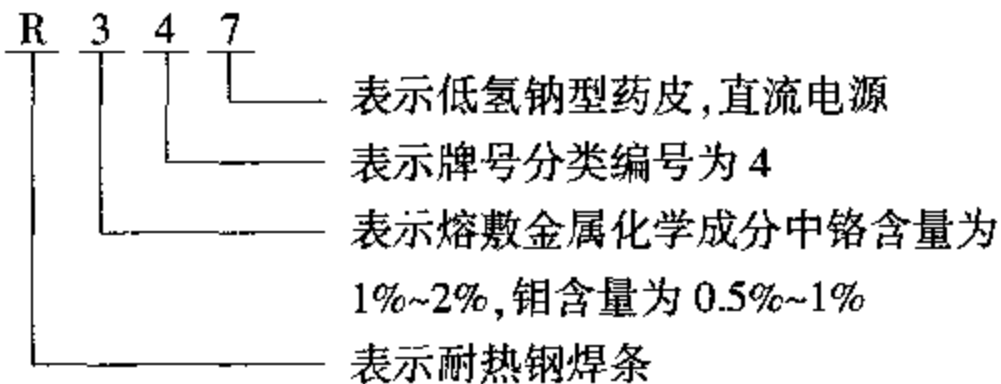 R 3 4 7
表示低氢钠型药皮,直流电源
表示牌号分类编号为 4
表示熔敷金属化学成分中铬含量为
1%~2%,钼含量为 0.5%~1%
表示耐热钢焊条